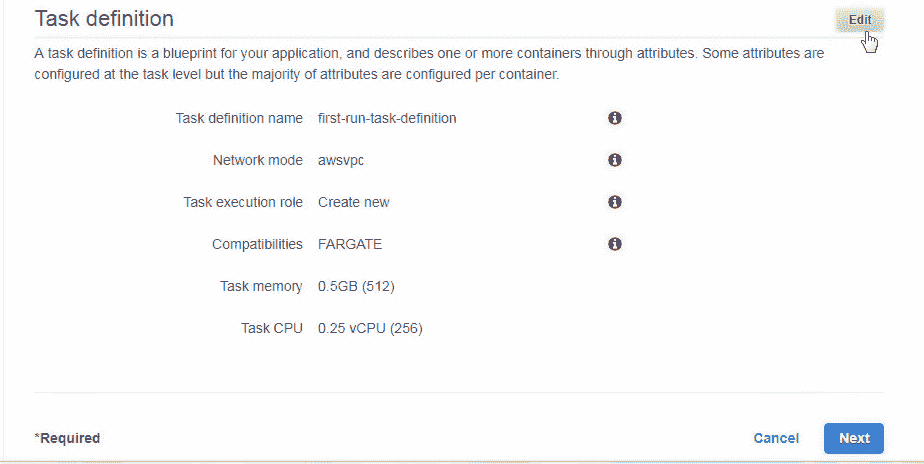 Task definition
Edit
A task definition is a blueprint for your application, and describes one or more containers through attributes. Some attributes are
configured at the task level but the majority of attributes are configured per container.
Task definition name first-run-task-definition
Network mode awsvpc
Task execution role Create new
Compatibilities FARGATE
Task memory 0.5GB (512)
Task CPU 0.25 vCPU (256)
*Required
Cancel
Next